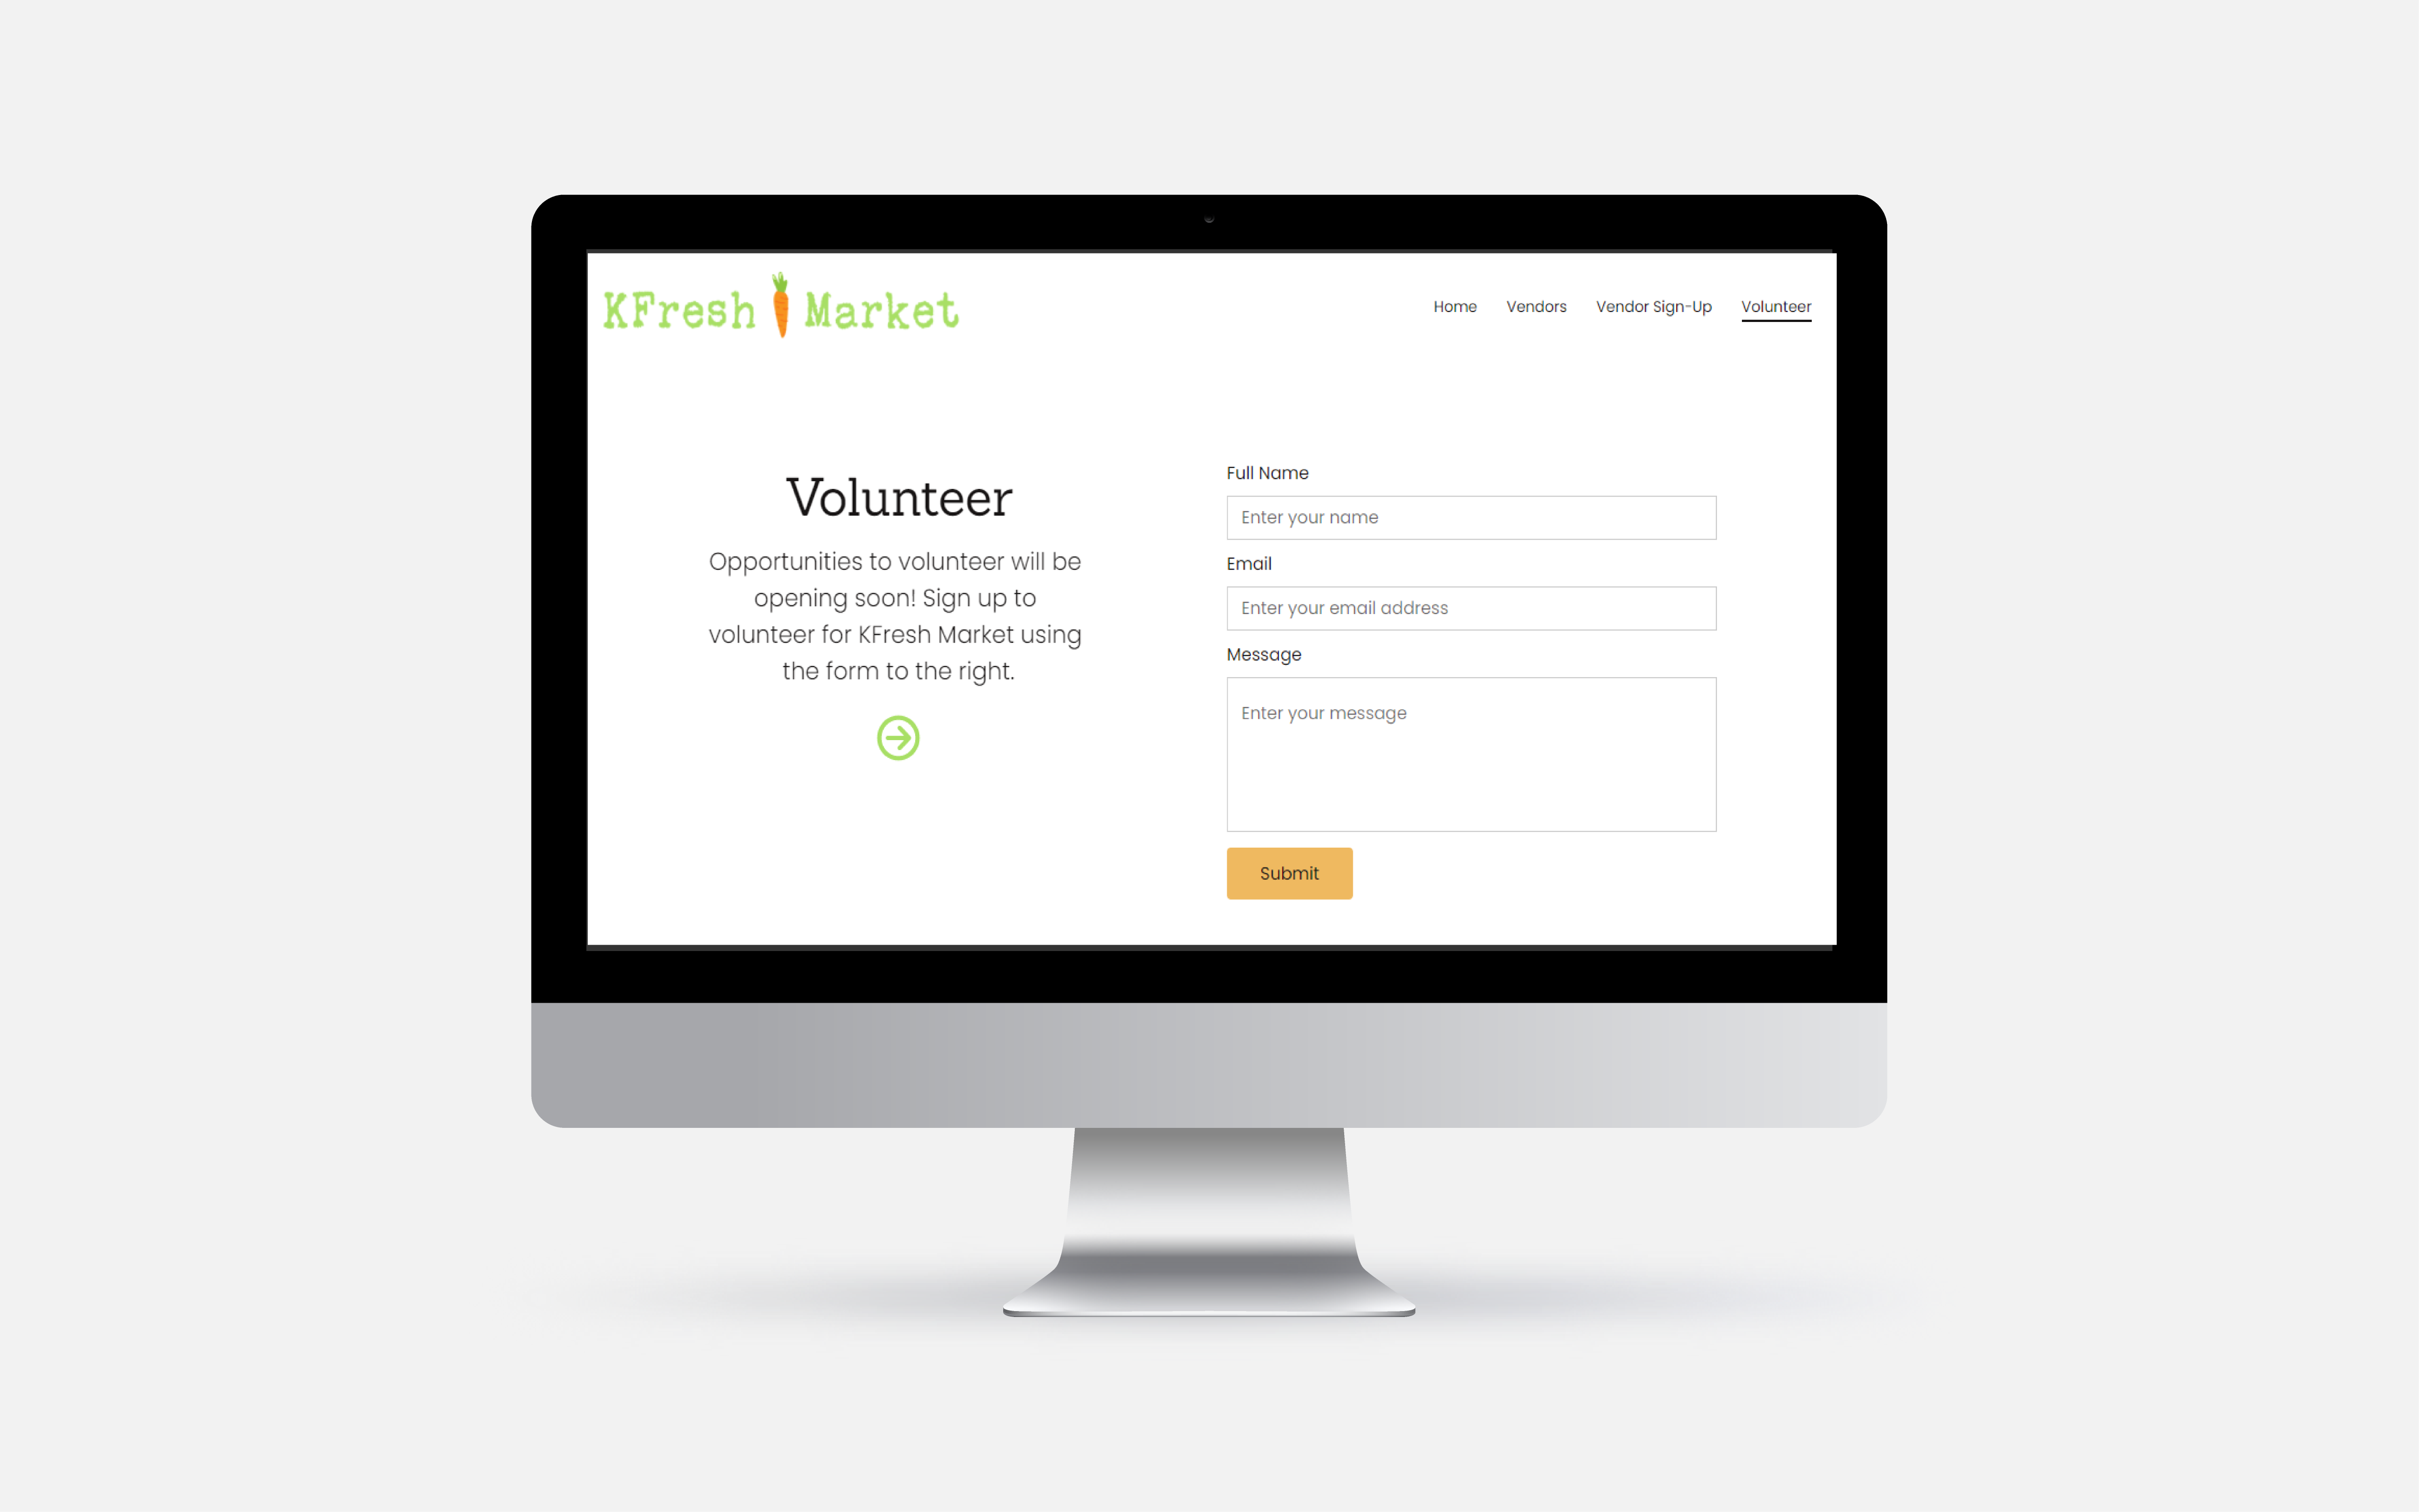 KFresh Market
Home Vendors Vendor Sign-Up Volunteer
Volunteer
Opportunities to volunteer will be
opening soon! Sign up to
volunteer for KFresh Market using
the form to the right.
Full Name
Enter your name
Email
Enter your email address
Message
Enter your message
Submit